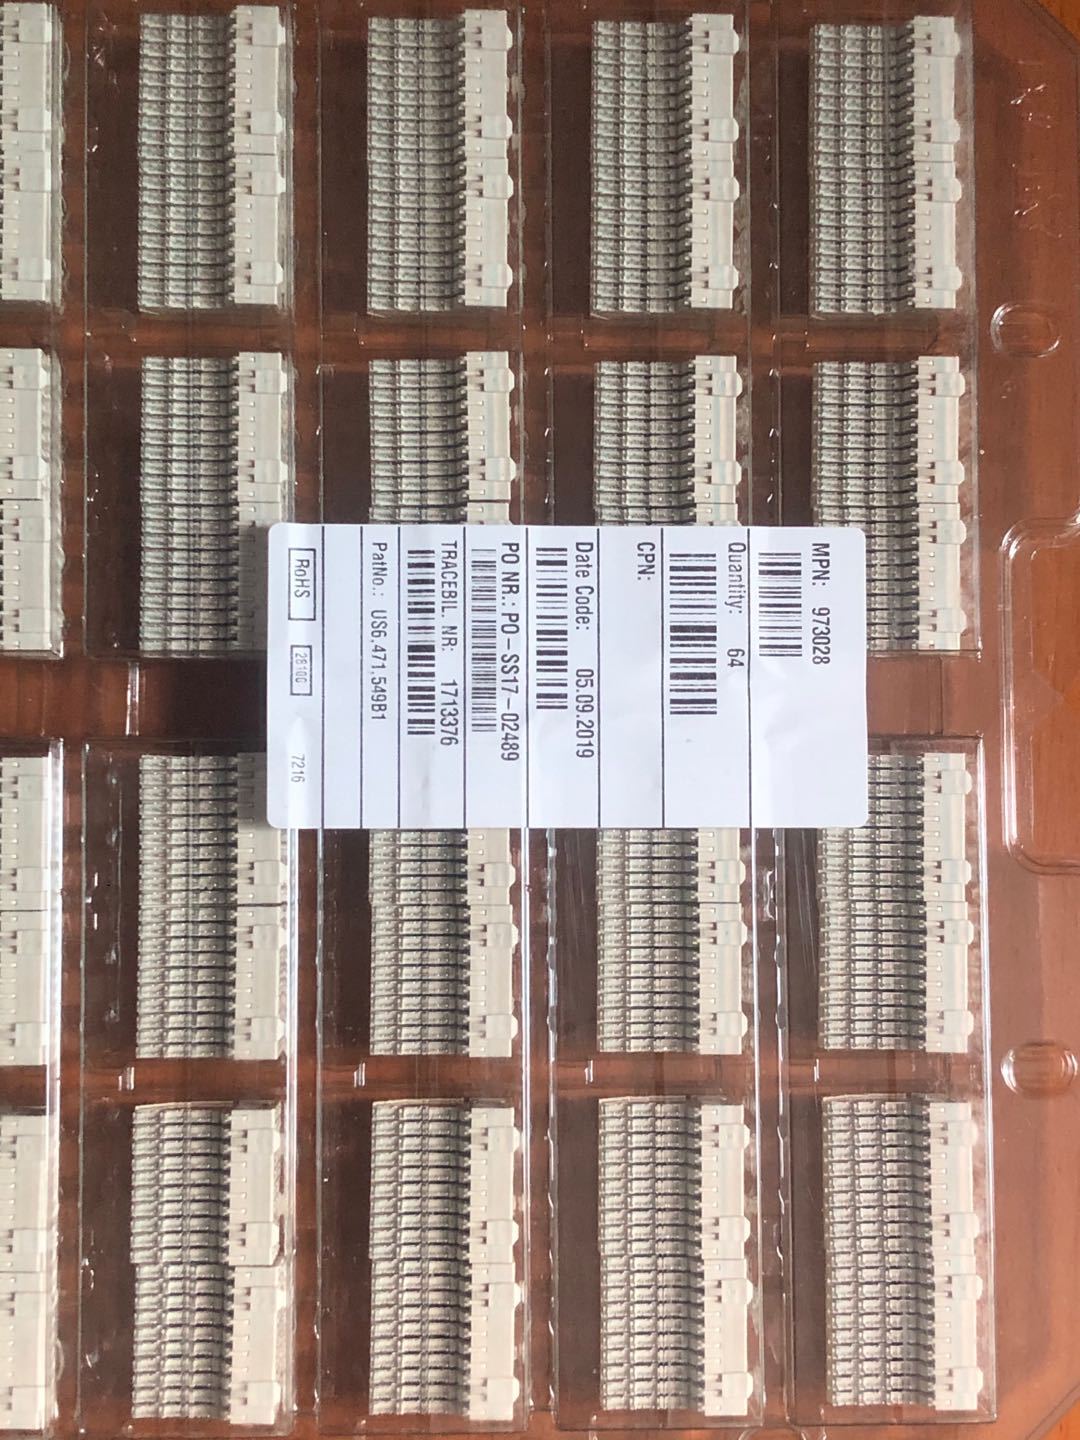 MPN: 973028
Quantity: 64
CPN:
Date Code: 05.09.2019
PO NR.: PO-SS17-02489
TRACEBIL. NR: 1713376
PatNo.: US6.471.549B1
RoHS 7216